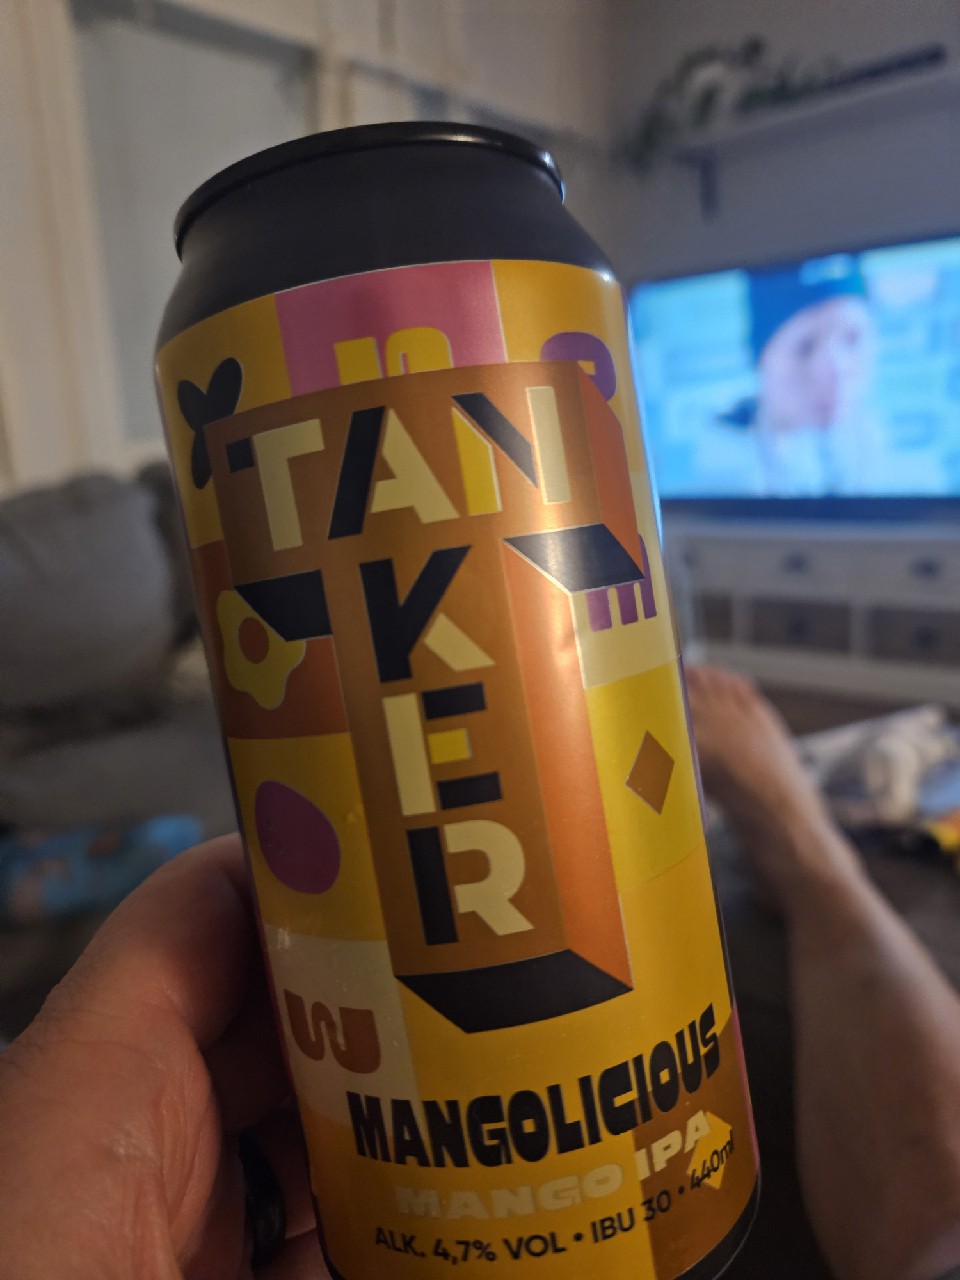 TAN
KER
MANGOLICIOUS
MANGO IPA
ALK. 4,7% VOL • IBU 30 • 440ml